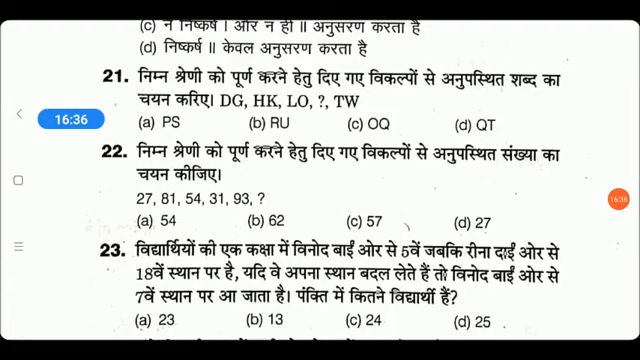 (c) न निष्कर्ष I और न ही II अनुसरण करता है
(d) निष्कर्ष II केवल अनुसरण करता है
21. निम्न श्रेणी को पूर्ण करने हेतु दिए गए विकल्पों से अनुपस्थित शब्द का
चयन करिए। DG, HK, LO, ?, TW
16:36
(a) PS (b) RU (c) OQ (d) QT
22. निम्न श्रेणी को पूर्ण करने हेतु दिए गए विकल्पों से अनुपस्थित संख्या का
चयन कीजिए।
27, 81, 54, 31, 93, ?
16:36
(a) 54 (b) 62 (c) 57 (d) 27
23. विद्यार्थियों की एक कक्षा में विनोद बाईं ओर से 5वें जबकि रीना दाईं ओर से
18वें स्थान पर है, यदि वे अपना स्थान बदल लेते हैं तो विनोद बाईं ओर से
7वें स्थान पर आ जाता है। पंक्ति में कितने विद्यार्थी हैं?
(a) 23 (b) 13 (c) 24 (d) 25